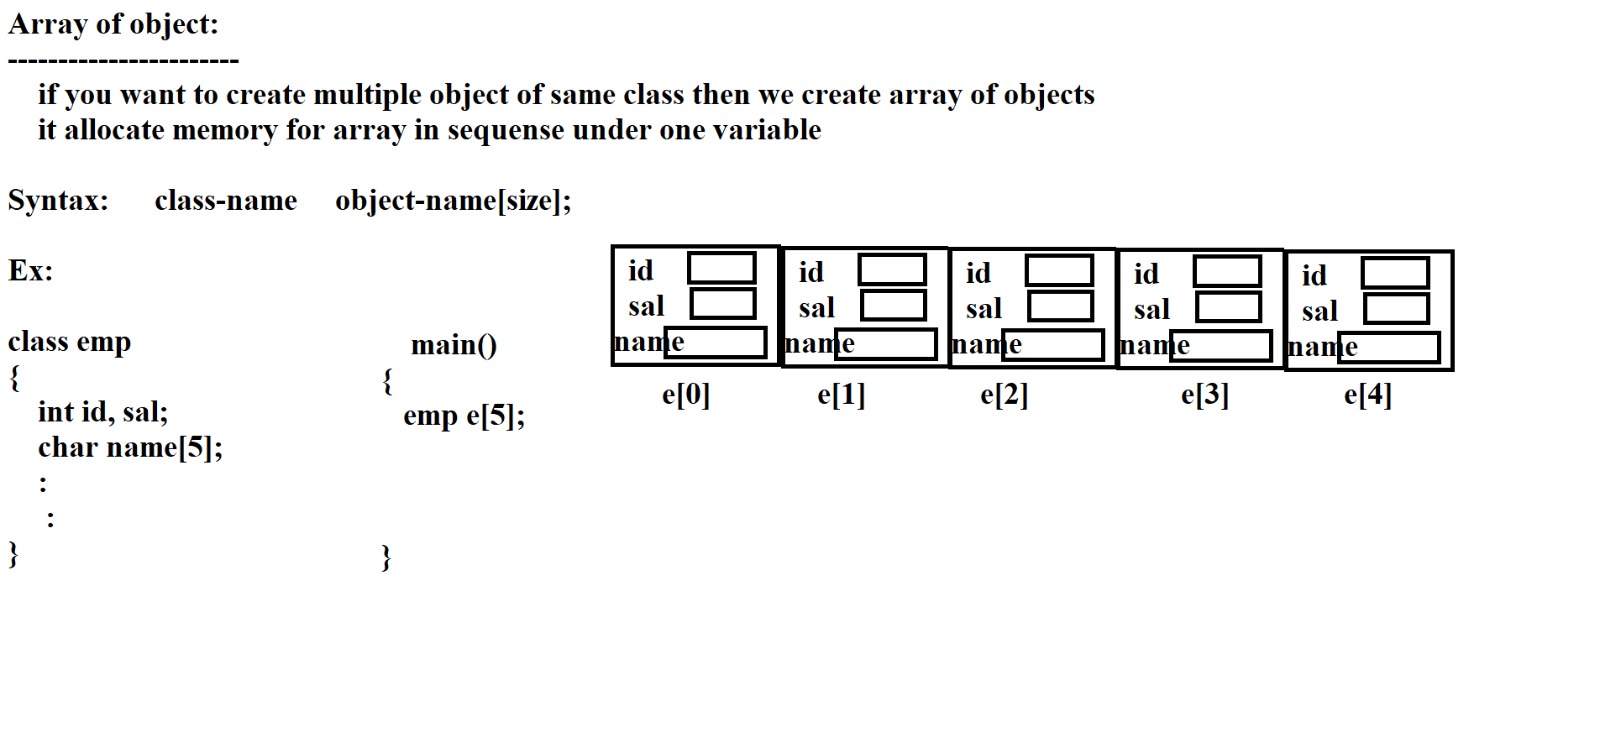 Array of object:
-----------------------
if you want to create multiple object of same class then we create array of objects
it allocate memory for array in sequense under one variable
Syntax: class-name object-name[size];
Ex:
class emp
{
int id, sal;
char name[5];
:
:
}
main()
{
emp e[5];
}
id id id id id
sal sal sal sal sal
name name name name name
e[0] e[1] e[2] e[3] e[4]